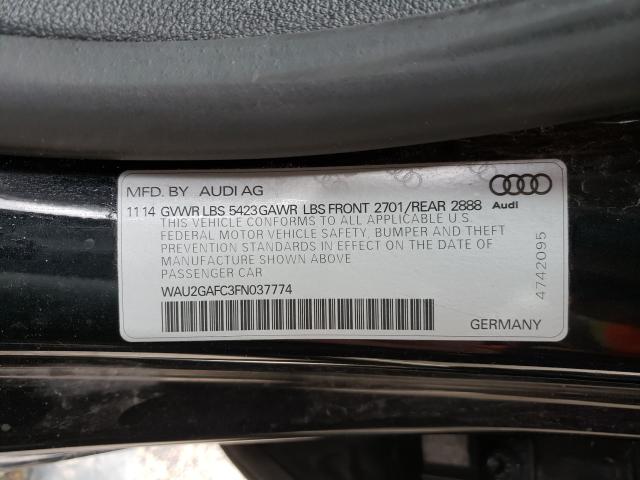 MFD. BY AUDI AG
1114 GVWR LBS 5423 GAWR LBS FRONT 2701/REAR 2888
Audi
THIS VEHICLE CONFORMS TO ALL APPLICABLE U.S.
FEDERAL MOTOR VEHICLE SAFETY, BUMPER AND THEFT
PREVENTION STANDARDS IN EFFECT ON THE DATE OF
MANUFACTURE SHOWN ABOVE
PASSENGER CAR
WAU2GAFC3FN037774
4742095
GERMANY